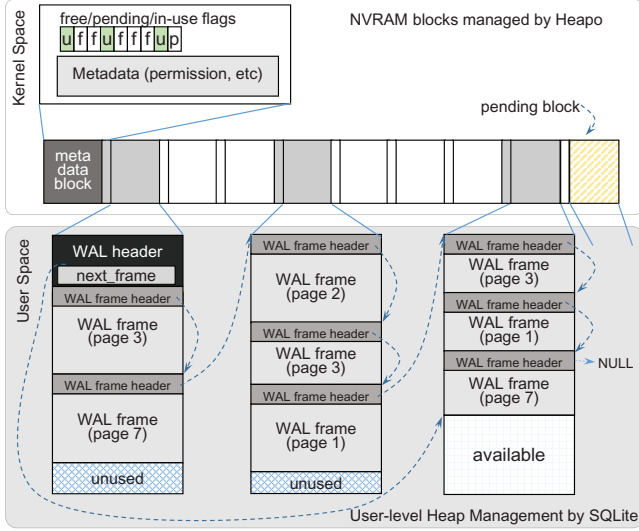 Kernel Space
free/pending/in-use flags
u f f u f f f u p
Metadata (permission, etc)
NVRAM blocks managed by Heapo
pending block
meta
data
block
User Space
WAL header
next_frame
WAL frame header
WAL frame
(page 3)
WAL frame header
WAL frame
(page 7)
unused
WAL frame header
WAL frame
(page 2)
WAL frame header
WAL frame
(page 3)
WAL frame header
WAL frame
(page 1)
unused
WAL frame header
WAL frame
(page 3)
WAL frame header
WAL frame
(page 1)
WAL frame header
NULL
WAL frame
(page 7)
available
User-level Heap Management by SQLite